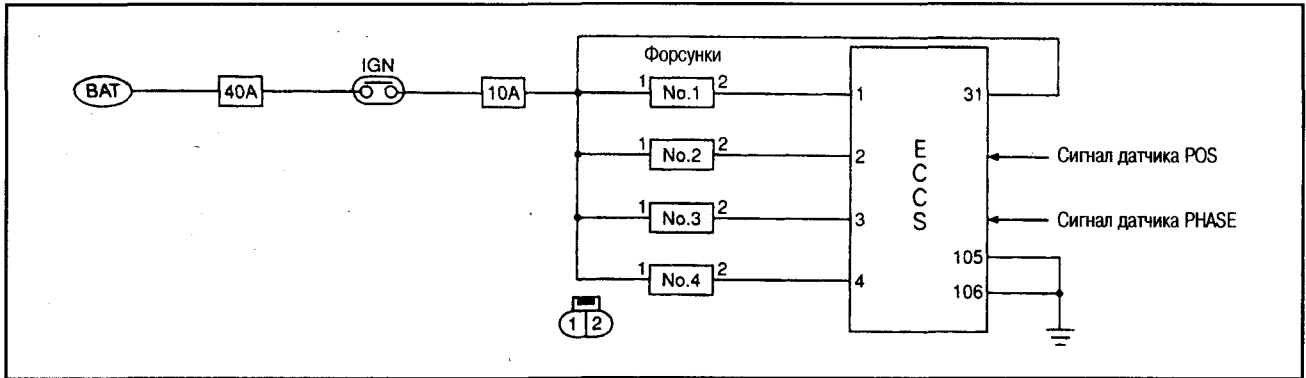 Форсунки
IGN
BAT
40A
10A
1 No.1 2
1
31
1 No.2 2
2
ECCS
Сигнал датчика POS
1 No.3 2
3
Сигнал датчика PHASE
105
1 No.4 2
4
106
1 2